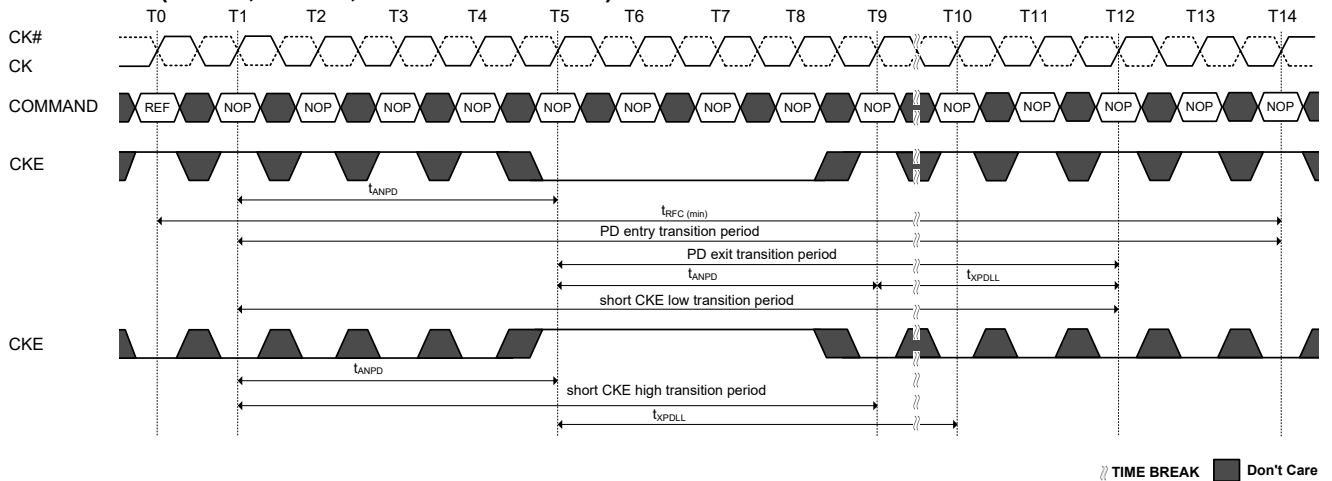 T0 T1 T2 T3 T4 T5 T6 T7 T8 T9 T10 T11 T12 T13 T14
CK#
CK
COMMAND REF NOP NOP NOP NOP NOP NOP NOP NOP NOP NOP NOP NOP NOP NOP
CKE
tANPD
tRFC (min)
PD entry transition period
PD exit transition period
tANPD tXPDLL
short CKE low transition period
CKE
tANPD
short CKE high transition period
tXPDLL
TIME BREAK Don't Care